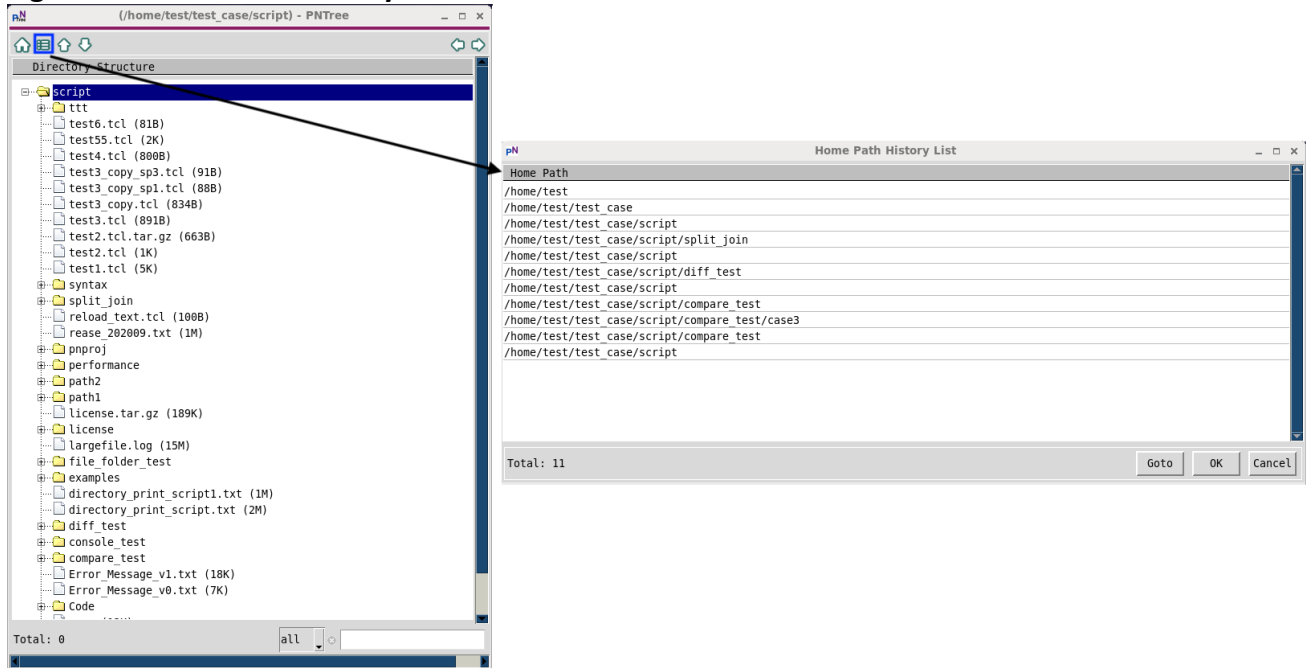 PN
(/home/test/test_case/script) - PNTree
Directory Structure
script
ttt
test6.tcl (81B)
test55.tcl (2K)
test4.tcl (800B)
test3_copy_sp3.tcl (91B)
test3_copy_sp1.tcl (88B)
test3_copy.tcl (834B)
test3.tcl (891B)
test2.tcl.tar.gz (663B)
test2.tcl (1K)
test1.tcl (5K)
syntax
split_join
reload_text.tcl (100B)
rease_202009.txt (1M)
pnproj
performance
path2
path1
license.tar.gz (189K)
license
largefile.log (15M)
file_folder_test
examples
directory_print_script1.txt (1M)
directory_print_script.txt (2M)
diff_test
console_test
compare_test
Error_Message_v1.txt (18K)
Error_Message_v0.txt (7K)
Code
Total: 0
all
PN
Home Path History List
Home Path
/home/test
/home/test/test_case
/home/test/test_case/script
/home/test/test_case/script/split_join
/home/test/test_case/script
/home/test/test_case/script/diff_test
/home/test/test_case/script
/home/test/test_case/script/compare_test
/home/test/test_case/script/compare_test/case3
/home/test/test_case/script/compare_test
/home/test/test_case/script
Total: 11
Goto
OK
Cancel